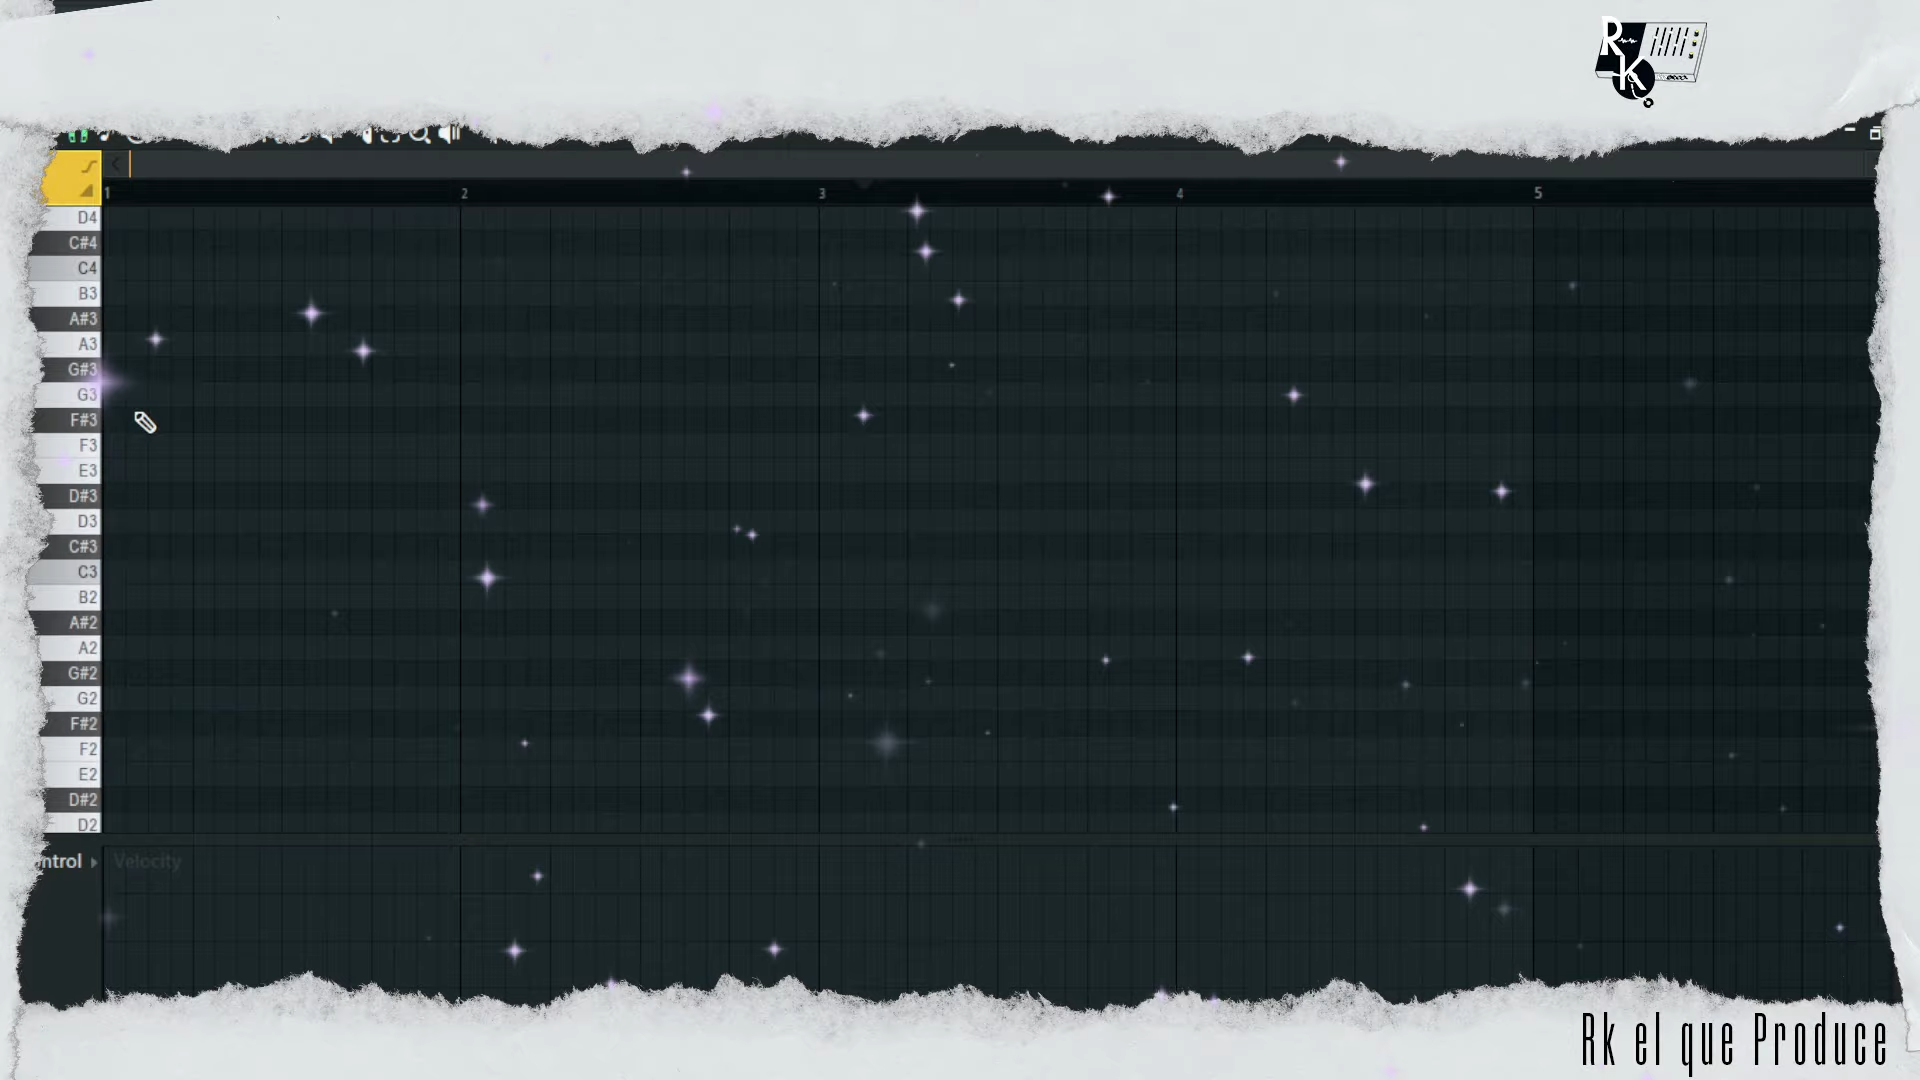 RK
1 2 3 4 5
D4
C#4
C4
B3
A#3
A3
G#3
G3
F#3
F3
E3
D#3
D3
C#3
C3
B2
A#2
A2
G#2
G2
F#2
F2
E2
D#2
D2
ntrol Velocity
Rk el que Produce